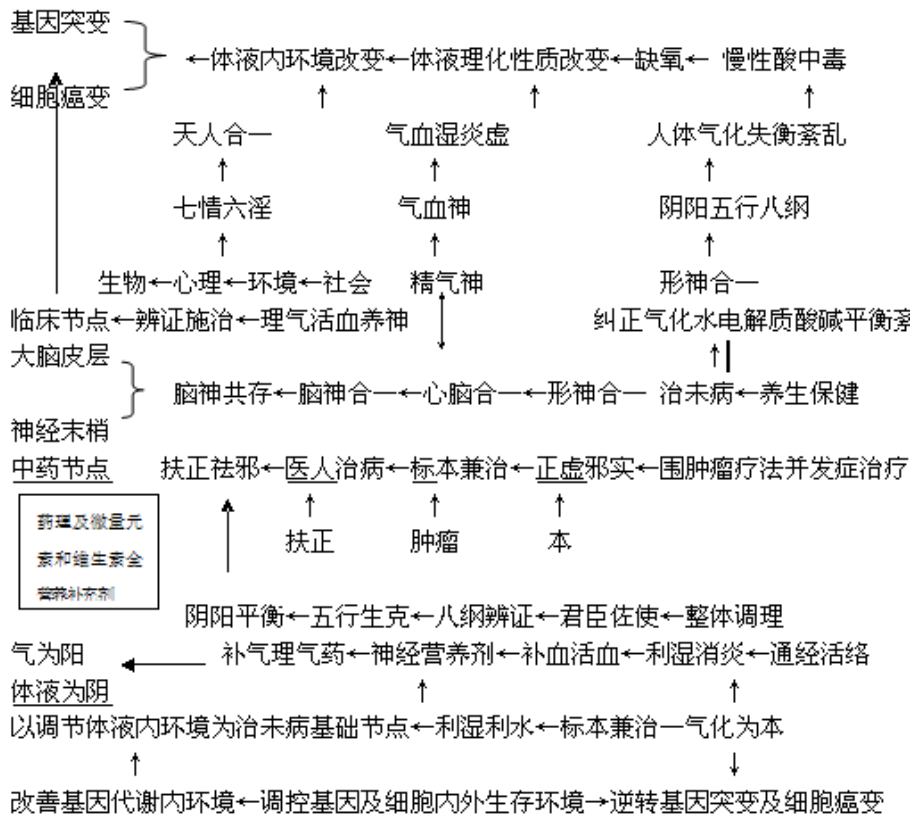 基因突变
←体液内环境改变←体液理化性质改变←缺氧← 慢性酸中毒
细胞癌变
天人合一 气血湿炎虚 人体气化失衡紊乱
七情六淫 气血神 阴阳五行八纲
生物←心理←环境←社会 精气神 形神合一
临床节点←辨证施治←理气活血养神 纠正气化水电解质酸碱平衡紊
大脑皮层
脑神共存←脑神合一←心脑合一←形神合一 治未病←养生保健
神经末梢
中药节点 扶正祛邪←医人治病←标本兼治←正虚邪实←围肿瘤疗法并发症治疗
药理及微量元
素和维生素全
营养补充剂
扶正 肿瘤 本
阴阳平衡←五行生克←八纲辨证←君臣佐使←整体调理
气为阳 补气理气药←神经营养剂←补血活血←利湿消炎←通经活络
体液为阴
以调节体液内环境为治未病基础节点←利湿利水←标本兼治一气化为本
改善基因代谢内环境←调控基因及细胞内外生存环境→逆转基因突变及细胞癌变